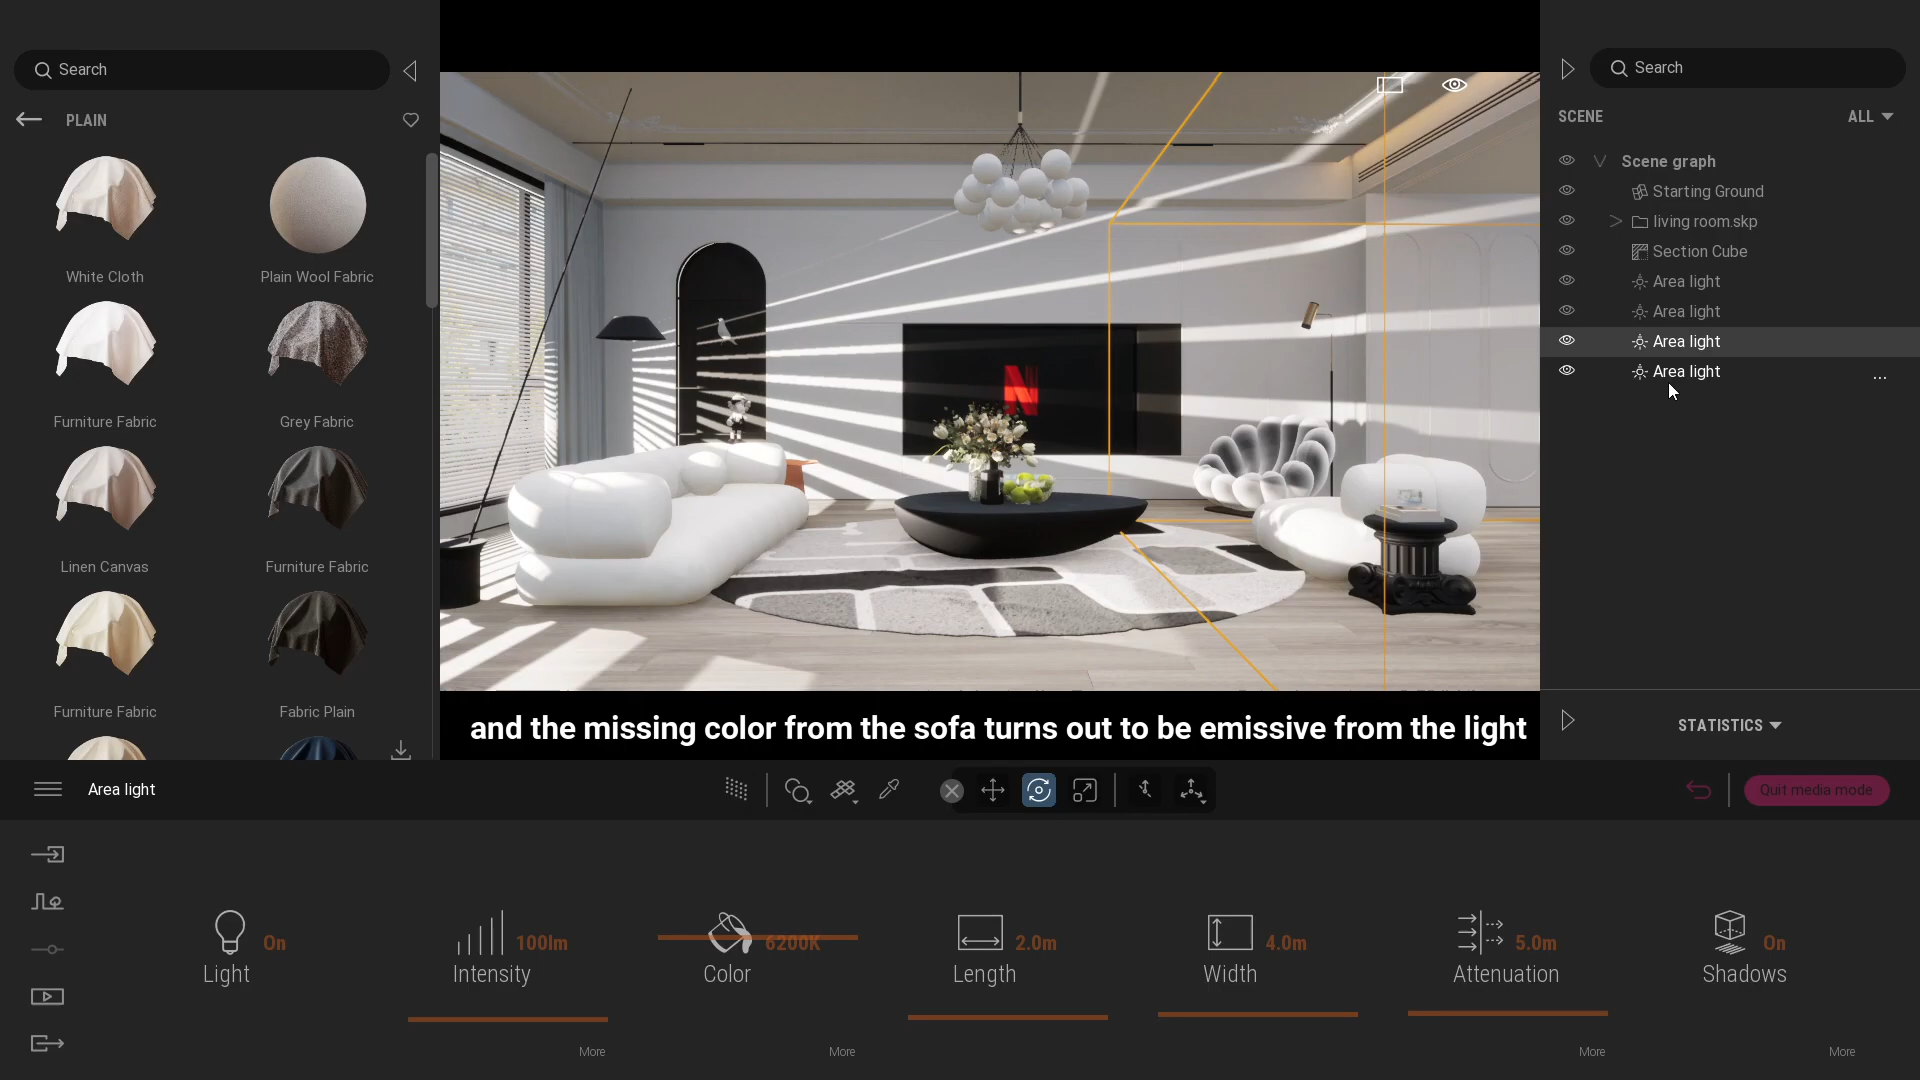 Search
PLAIN
White Cloth
Plain Wool Fabric
Furniture Fabric
Grey Fabric
Linen Canvas
Furniture Fabric
Furniture Fabric
Fabric Plain
N
and the missing color from the sofa turns out to be emissive from the light
Search
SCENE
ALL
Scene graph
Starting Ground
living room.skp
Section Cube
Area light
Area light
Area light
Area light
...
STATISTICS
Area light
Quit media mode
On
Light
100lm
Intensity
More
6200K
Color
More
2.0m
Length
4.0m
Width
5.0m
Attenuation
More
On
Shadows
More